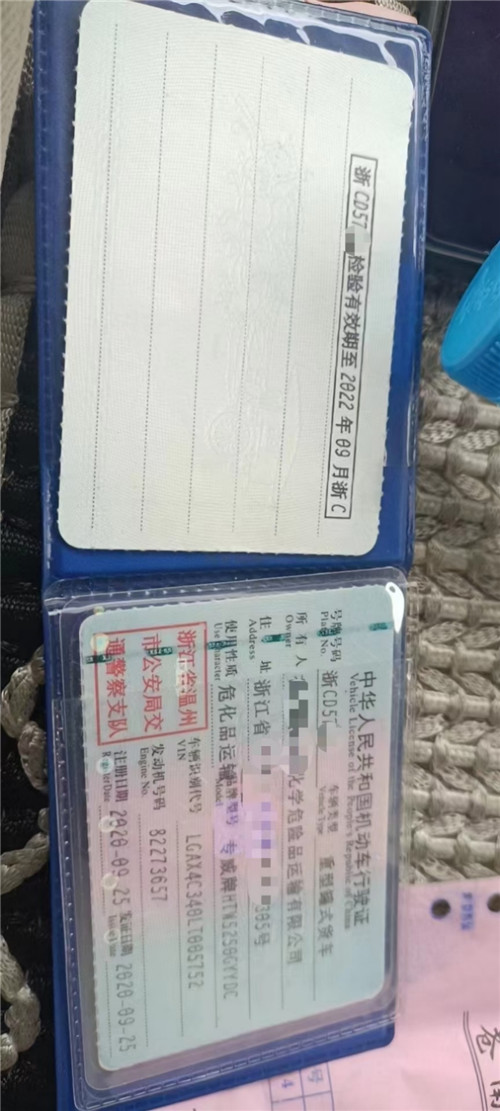 浙CD57
检验有效期至2022年09月浙C
中华人民共和国机动车行驶证
Vehicle License of the People's Republic of China
号牌号码 浙CD57
Plate No.
车辆类型 重型罐式货车
Vehicle Type
所有人
Owner
化学危险品运输有限公司
住址 浙江省
Address
385号
使用性质 危化品运输
Use Character
品牌型号 专威牌HTW5250GYYDC
Model
浙江省温州
市公安局交
通警察支队
车辆识别代号 LGAX4C340LT005752
VIN
发动机号码 82273657
Engine No.
注册日期 2020-09-25
Register Date
发证日期 2020-09-25
Issue Date
号
4